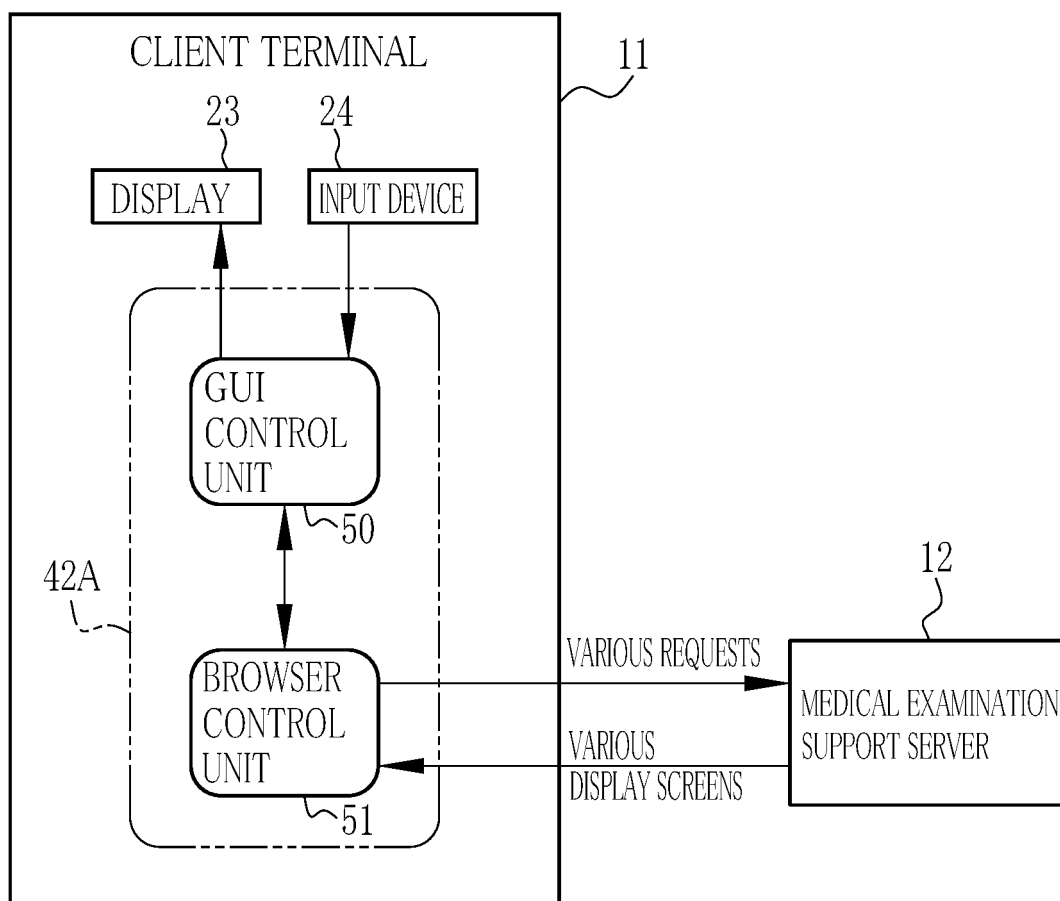 CLIENT TERMINAL
11
23
24
DISPLAY
INPUT DEVICE
GUI
CONTROL
UNIT
50
42A
12
BROWSER
CONTROL
UNIT
51
VARIOUS REQUESTS
VARIOUS
DISPLAY SCREENS
MEDICAL EXAMINATION
SUPPORT SERVER